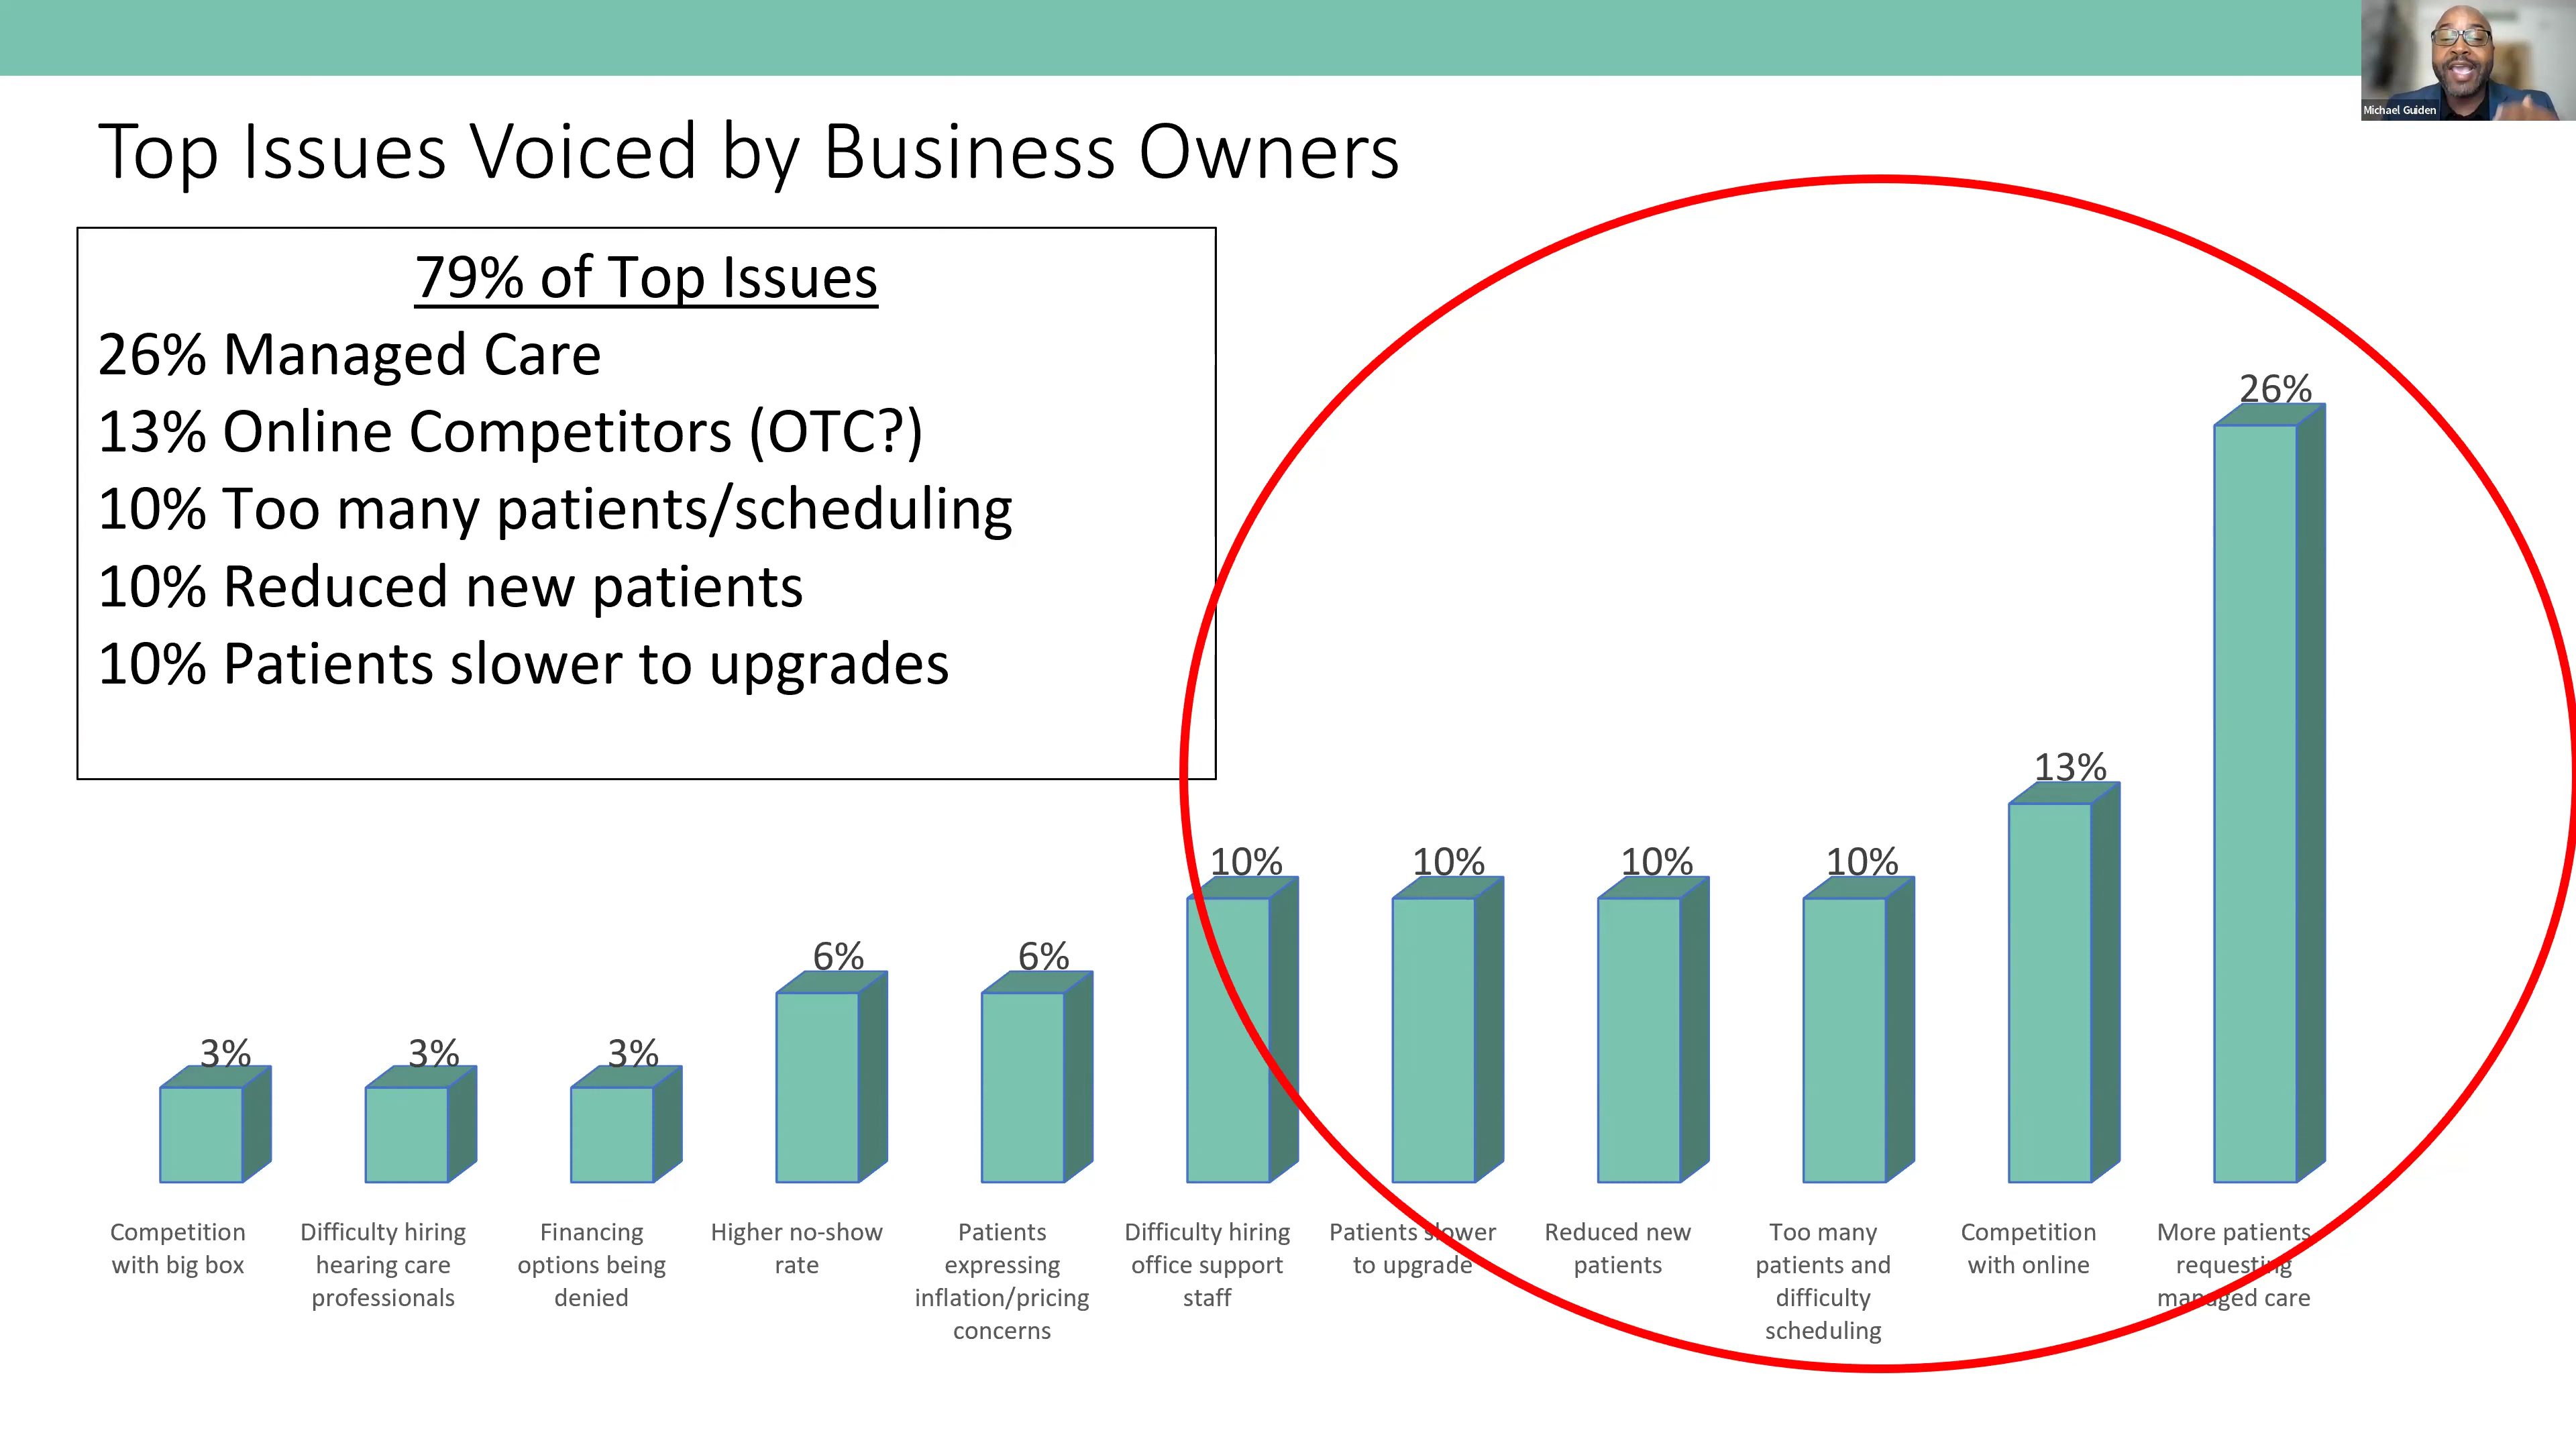 Michael Guiden
Top Issues Voiced by Business Owners
79% of Top Issues
26% Managed Care
13% Online Competitors (OTC?)
10% Too many patients/scheduling
10% Reduced new patients
10% Patients slower to upgrades
3%
3%
3%
6%
6%
10%
10%
10%
10%
13%
26%
Competition
with big box
Difficulty hiring
hearing care
professionals
Financing
options being
denied
Higher no-show
rate
Patients
expressing
inflation/pricing
concerns
Difficulty hiring
office support
staff
Patients slower
to upgrade
Reduced new
patients
Too many
patients and
difficulty
scheduling
Competition
with online
More patients
requesting
managed care